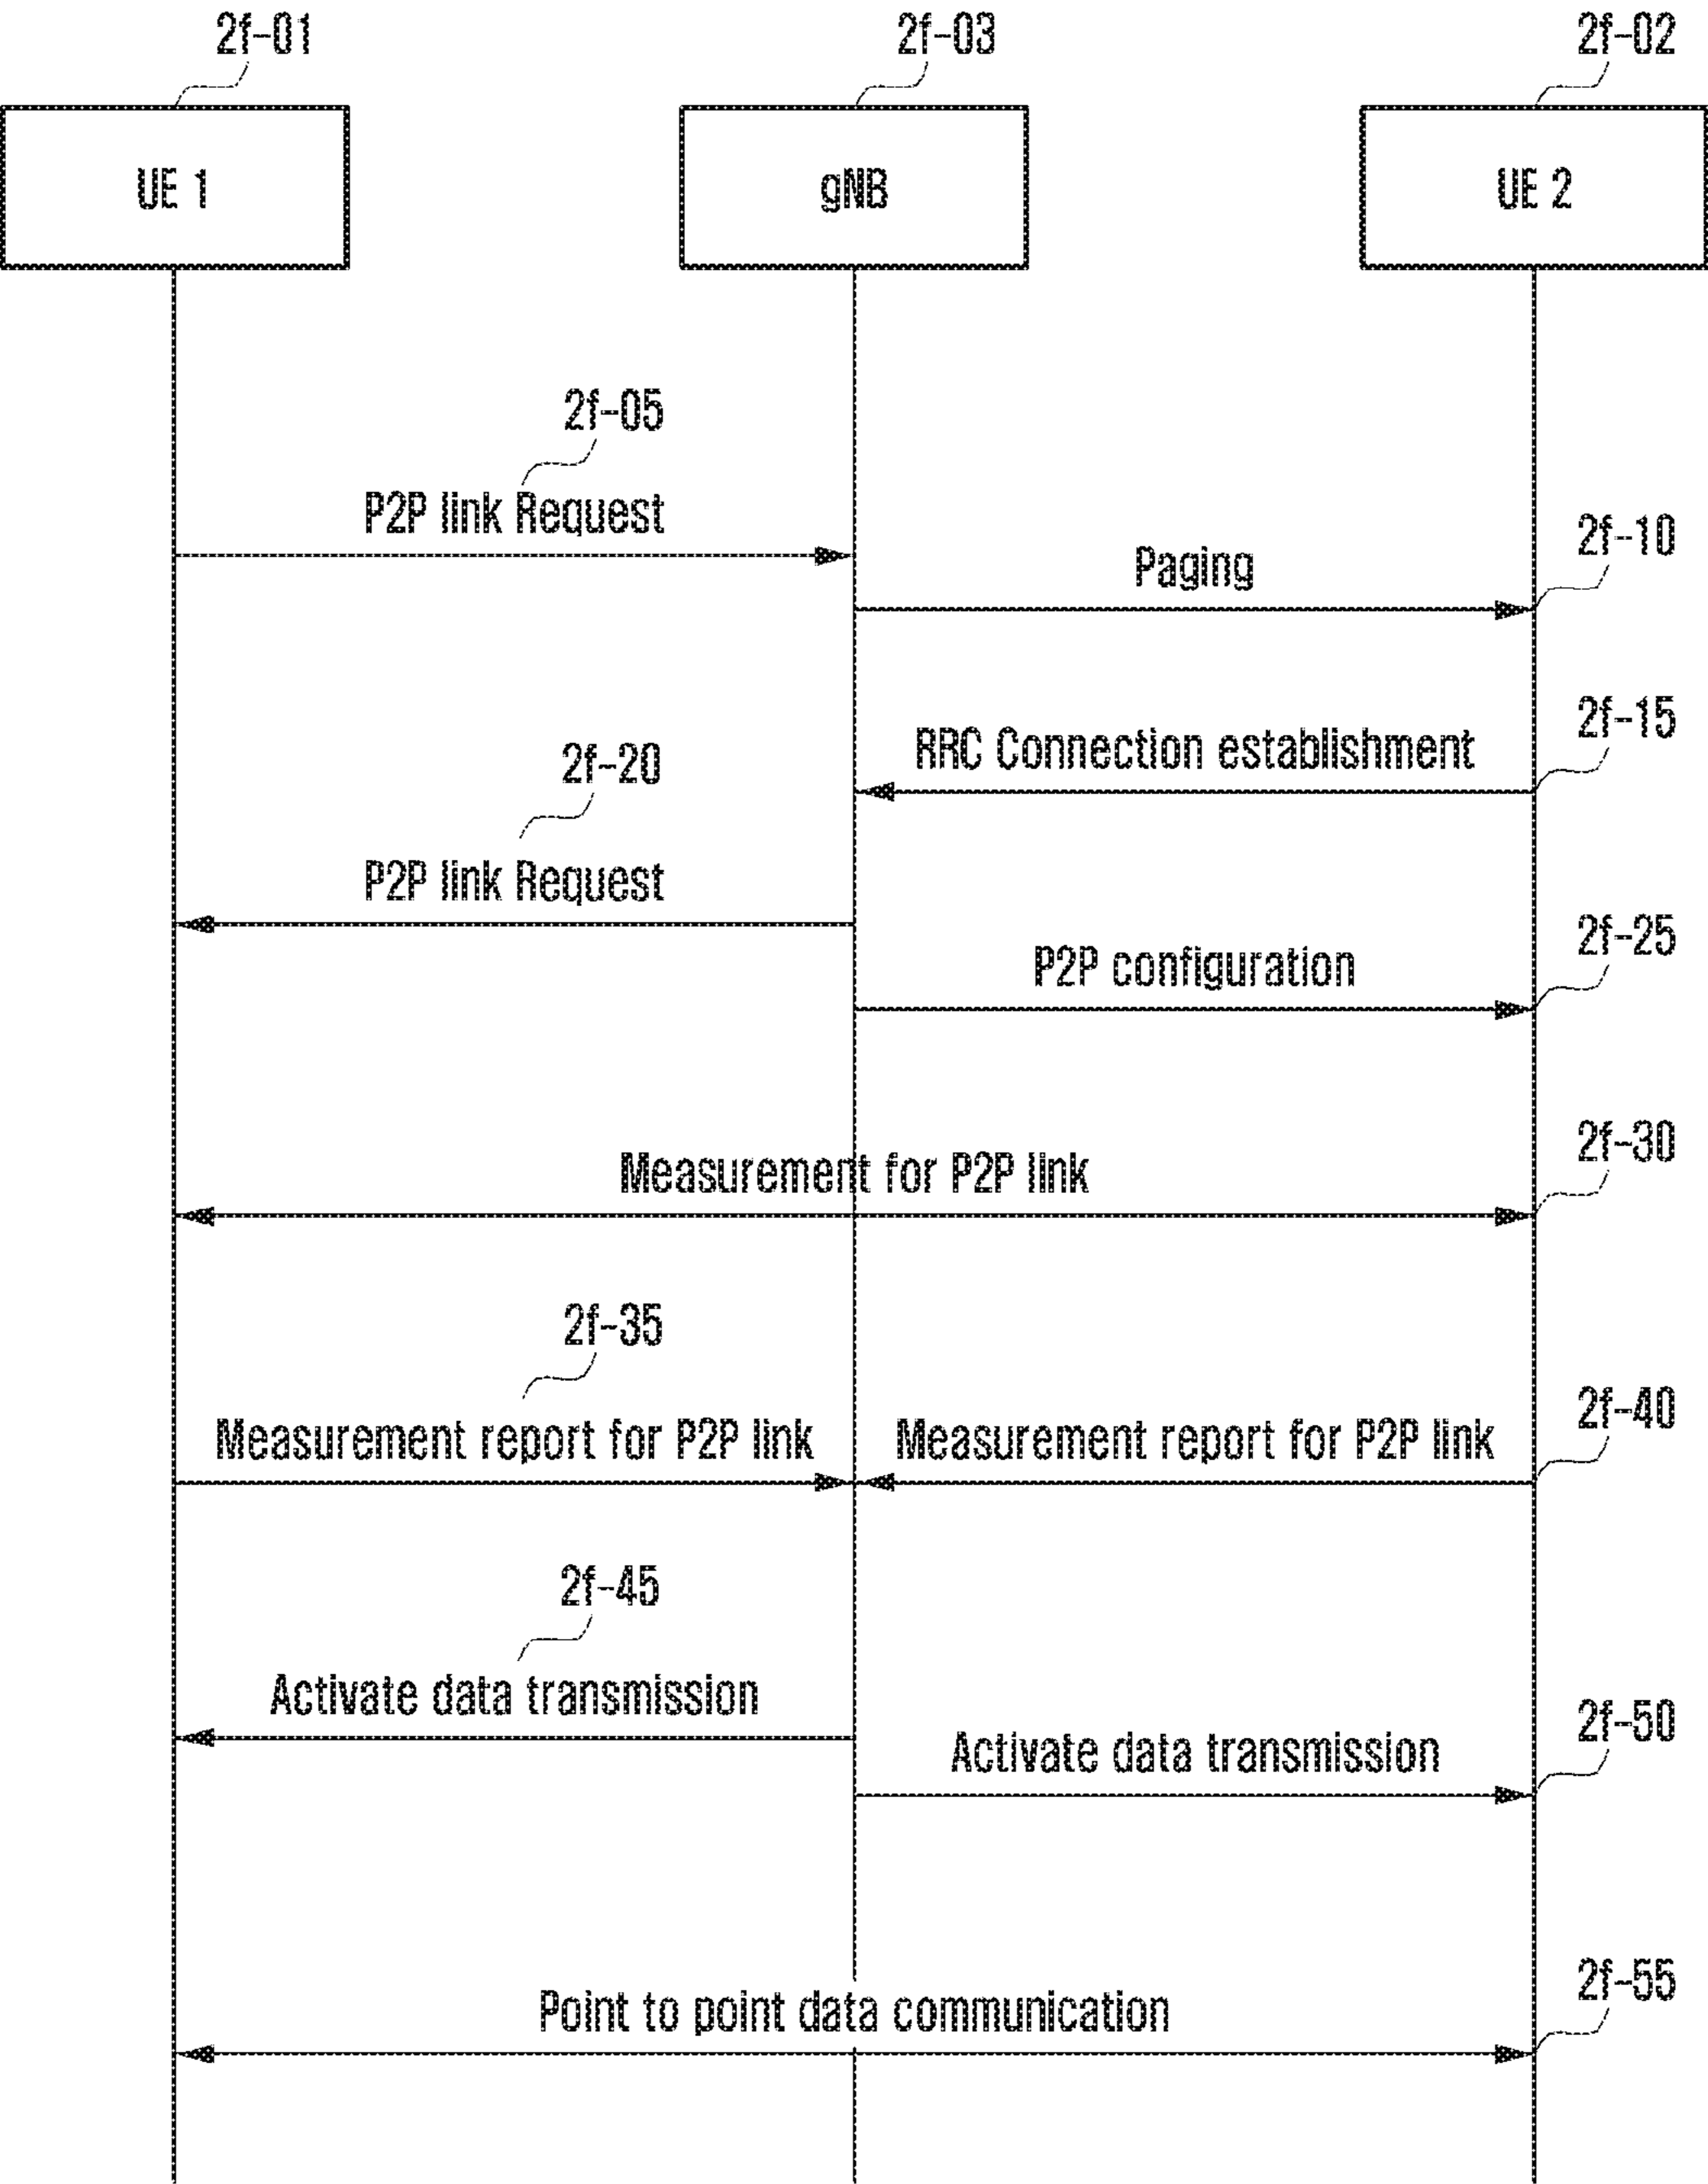 2f-01
2f-03
2f-02
UE 1
gNB
UE 2
2f-05
P2P link Request
2f-10
Paging
2f-15
RRC Connection establishment
2f-20
P2P link Request
2f-25
P2P configuration
2f-30
Measurement for P2P link
2f-35
Measurement report for P2P link
2f-40
Measurement report for P2P link
2f-45
Activate data transmission
2f-50
Activate data transmission
2f-55
Point to point data communication